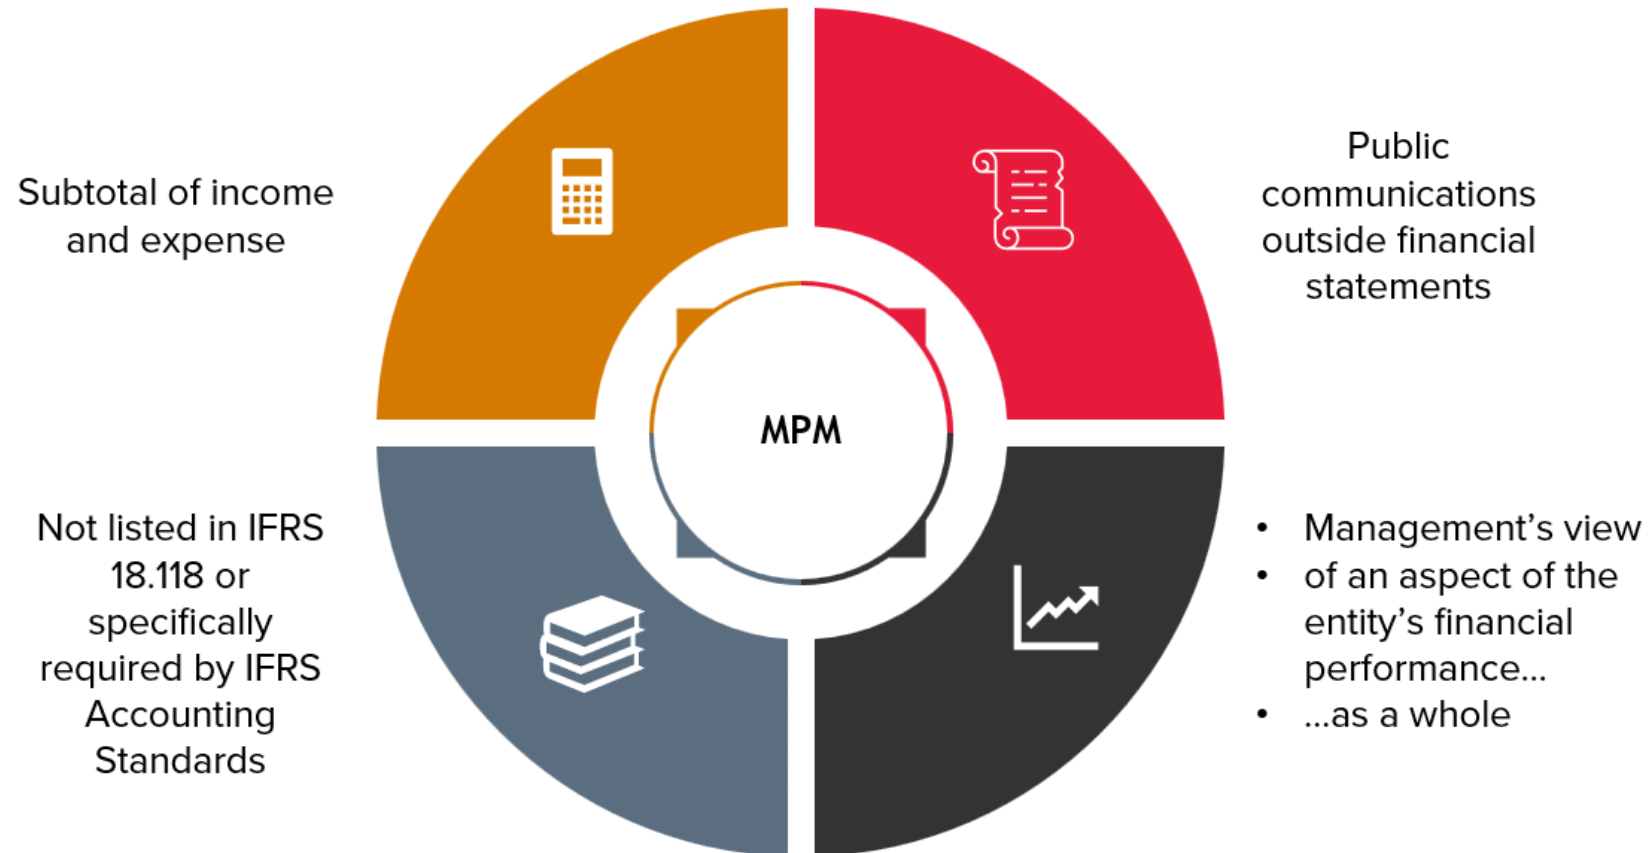 Subtotal of income
and expense
Public
communications
outside financial
statements
MPM
Not listed in IFRS
18.118 or
specifically
required by IFRS
Accounting
Standards
• Management’s view
• of an aspect of the
entity’s financial
performance...
• ...as a whole